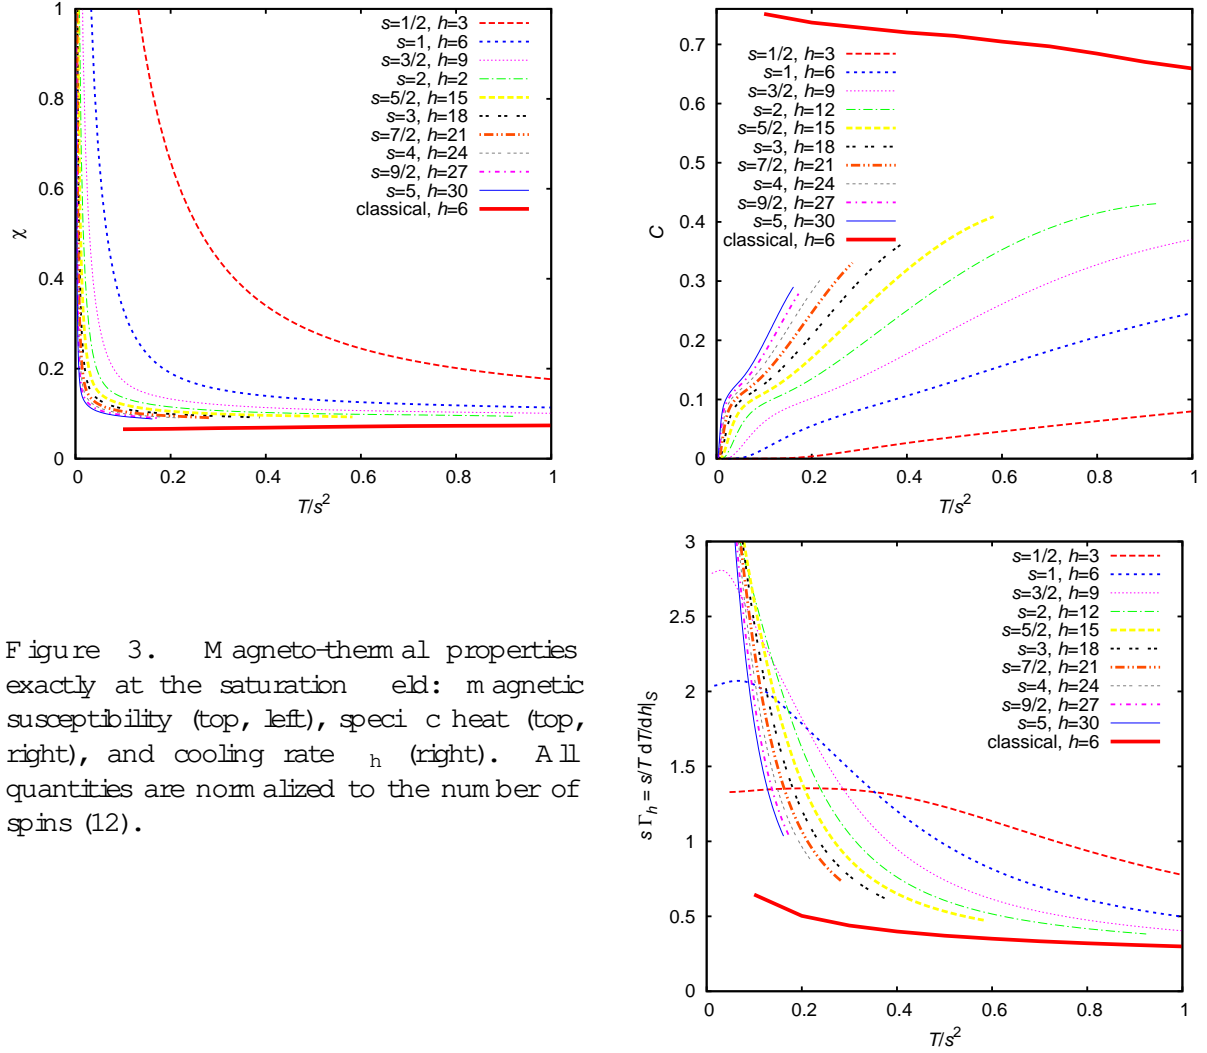 1
0.8
0.6
0.4
0.2
0
0
0.2
0.4
0.6
0.8
1
χ
T/s²
s=1/2, h=3
s=1, h=6
s=3/2, h=9
s=2, h=2
s=5/2, h=15
s=3, h=18
s=7/2, h=21
s=4, h=24
s=9/2, h=27
s=5, h=30
classical, h=6
0.7
0.6
0.5
0.4
0.3
0.2
0.1
0
0
0.2
0.4
0.6
0.8
1
C
T/s²
s=1/2, h=3
s=1, h=6
s=3/2, h=9
s=2, h=12
s=5/2, h=15
s=3, h=18
s=7/2, h=21
s=4, h=24
s=9/2, h=27
s=5, h=30
classical, h=6
Figure 3. Magneto-thermal properties
exactly at the saturation eld: magnetic
susceptibility (top, left), speci c heat (top,
right), and cooling rate h (right). All
quantities are normalized to the number of
spins (12).
3
2.5
2
1.5
1
0.5
0
0
0.2
0.4
0.6
0.8
1
s Γh = s/T dT/dh|S
T/s²
s=1/2, h=3
s=1, h=6
s=3/2, h=9
s=2, h=12
s=5/2, h=15
s=3, h=18
s=7/2, h=21
s=4, h=24
s=9/2, h=27
s=5, h=30
classical, h=6